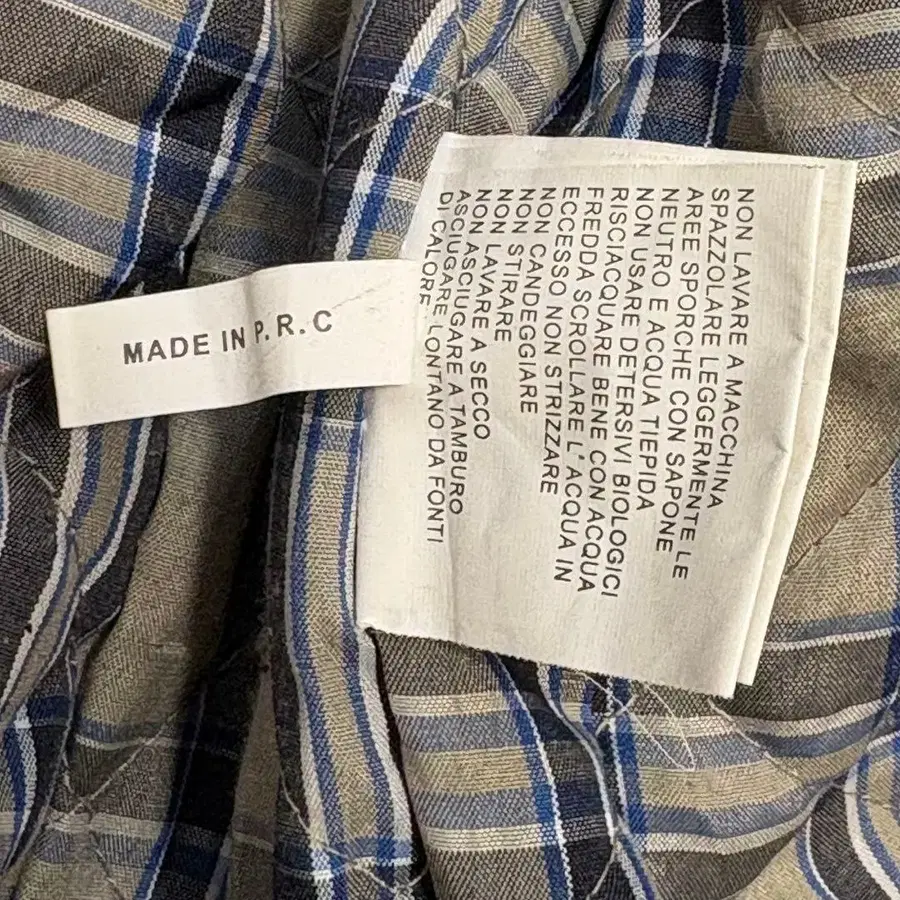 MADE IN P.R.C
NON LAVARE A MACCHINA
SPAZZOLARE LEGGERMENTE LE
AREE SPORCHE CON SAPONE
NEUTRO E ACQUA TIEPIDA
NON USARE DETERSIVI BIOLOGICI
RISCIACQUARE BENE CON ACQUA
FREDDA SCROLLARE L'ACQUA IN
ECCESSO NON STRIZZARE
NON CANDEGGIARE
NON STIRARE
NON LAVARE A SECCO
NON ASCIUGARE A TAMBURO
ASCIUGARE LONTANO DA FONTI
DI CALORE